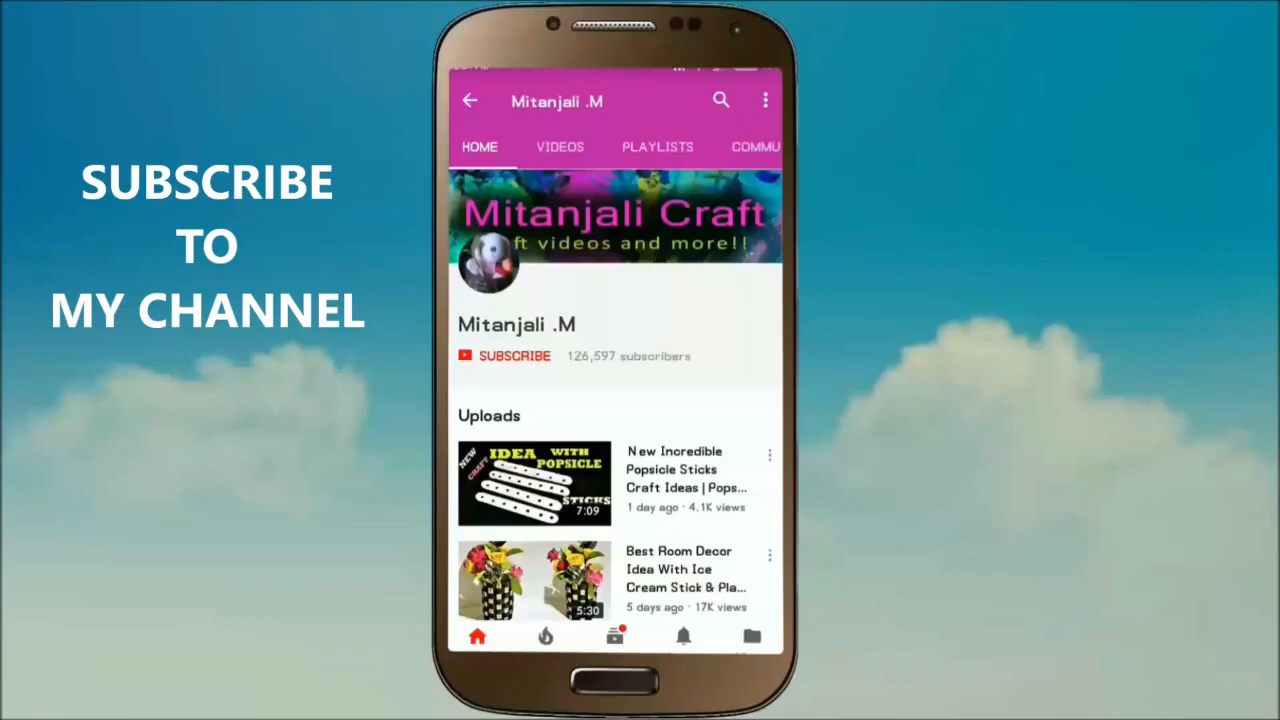 SUBSCRIBE
TO
MY CHANNEL
Mitanjali .M
HOME VIDEOS PLAYLISTS COMMU
Mitanjali Craft
ft videos and more!!
Mitanjali .M
SUBSCRIBE 126,597 subscribers
Uploads
NEW CRAFT IDEA WITH
POPSICLE
STICKS
7:09
New Incredible
Popsicle Sticks
Craft Ideas | Pops...
1 day ago · 4.1K views
Best Room Decor
Idea With Ice
Cream Stick & Pla...
5 days ago · 17K views
5:30